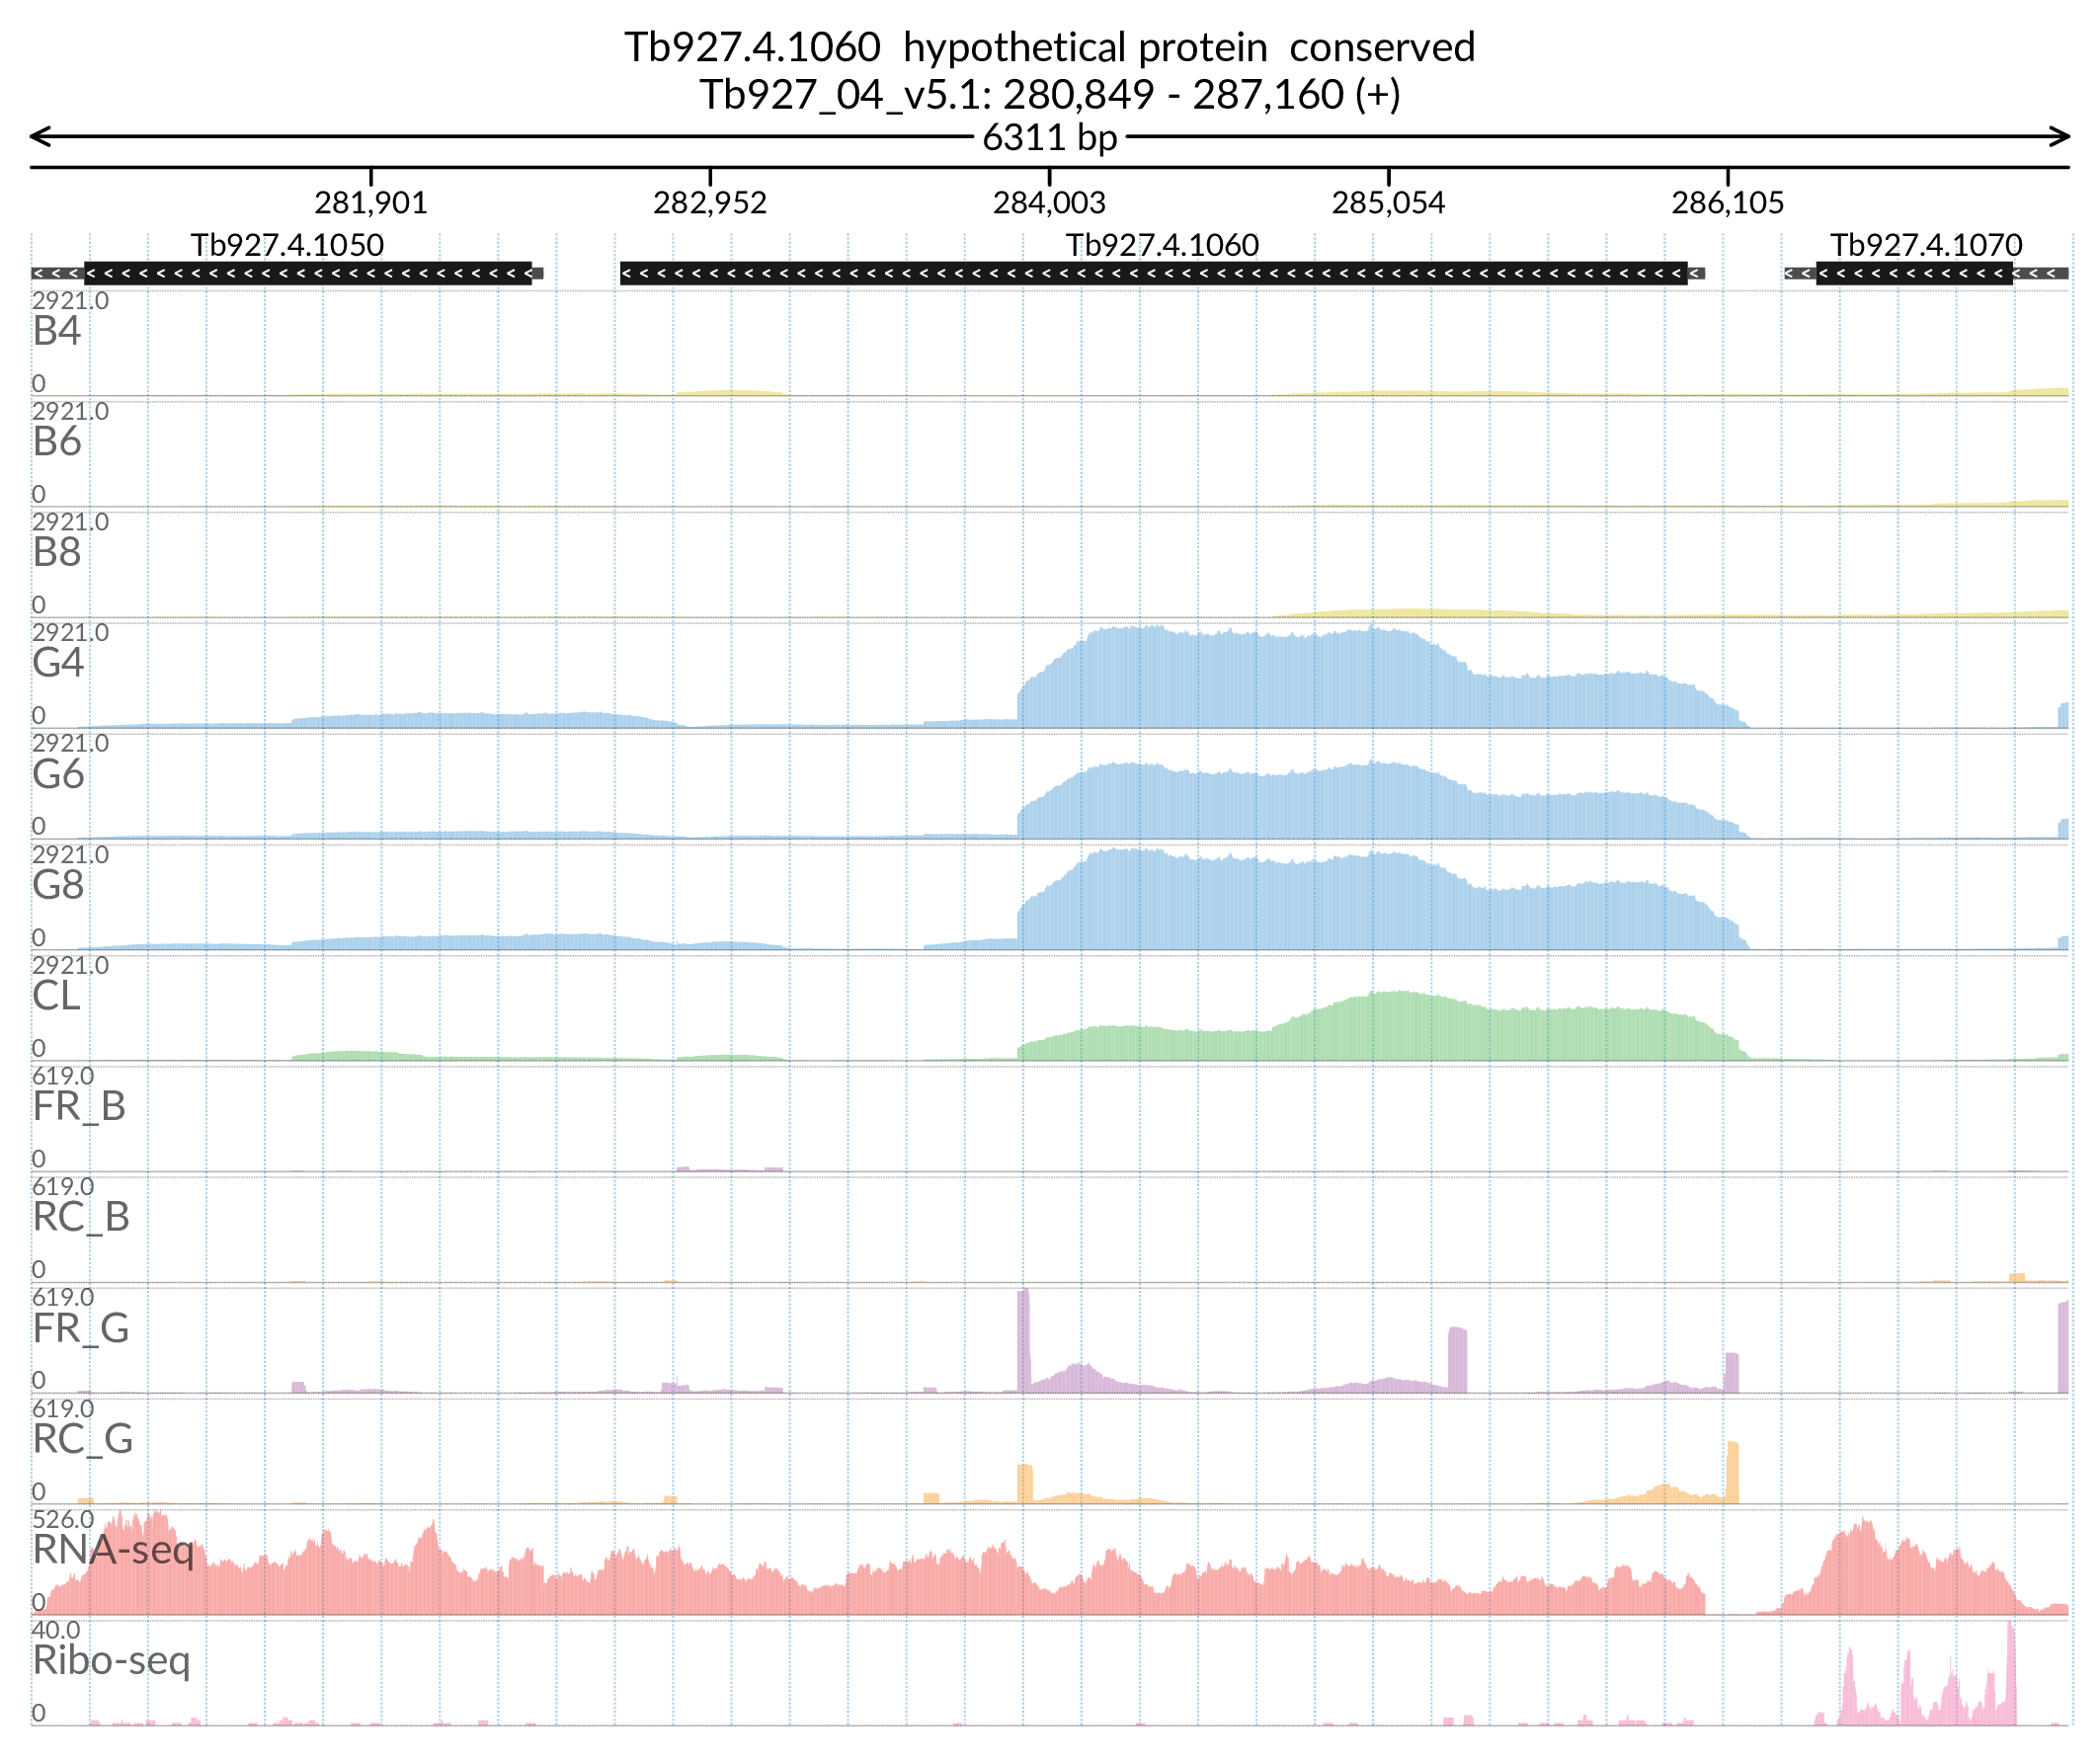 Tb927.4.1060 hypothetical protein conserved
Tb927_04_v5.1: 280,849 - 287,160 (+)
6311 bp
281,901 282,952 284,003 285,054 286,105
Tb927.4.1050 Tb927.4.1060 Tb927.4.1070
2921.0
B4
0
2921.0
B6
0
2921.0
B8
0
2921.0
G4
0
2921.0
G6
0
2921.0
G8
0
2921.0
CL
0
619.0
FR_B
0
619.0
RC_B
0
619.0
FR_G
0
619.0
RC_G
0
526.0
RNA-seq
0
40.0
Ribo-seq
0